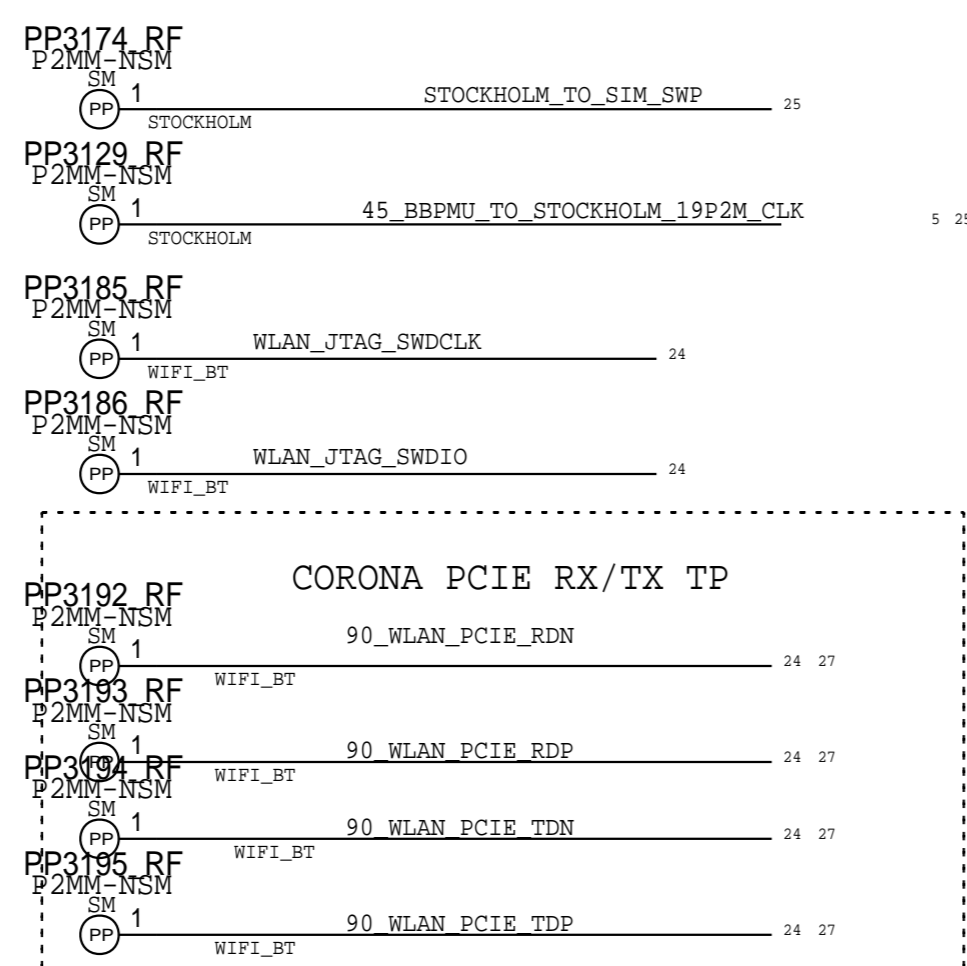 PP3174_RF
P2MM-NSM
SM
PP 1 STOCKHOLM_TO_SIM_SWP 25
STOCKHOLM
PP3129_RF
P2MM-NSM
SM
PP 1 45_BBPMU_TO_STOCKHOLM_19P2M_CLK 5 25
STOCKHOLM
PP3185_RF
P2MM-NSM
SM
PP 1 WLAN_JTAG_SWDCLK 24
WIFI_BT
PP3186_RF
P2MM-NSM
SM
PP 1 WLAN_JTAG_SWDIO 24
WIFI_BT
CORONA PCIE RX/TX TP
PP3192_RF
P2MM-NSM
SM
PP 1 90_WLAN_PCIE_RDN 24 27
WIFI_BT
PP3193_RF
P2MM-NSM
SM
PP 1 90_WLAN_PCIE_RDP 24 27
WIFI_BT
PP3194_RF
P2MM-NSM
SM
PP 1 90_WLAN_PCIE_TDN 24 27
WIFI_BT
PP3195_RF
P2MM-NSM
SM
PP 1 90_WLAN_PCIE_TDP 24 27
WIFI_BT